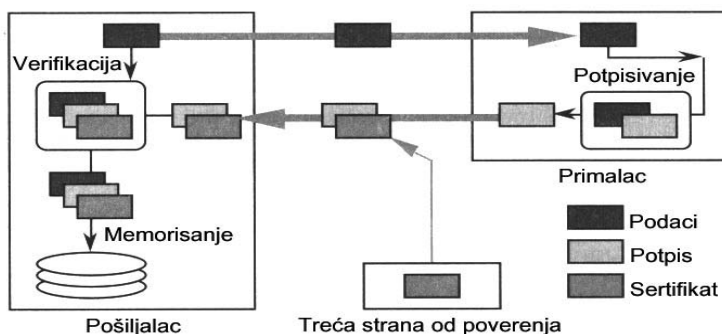 Verifikacija
Potpisivanje
Primalac
Podaci
Memorisanje
Potpis
Sertifikat
Pošiljalac
Treća strana od poverenja